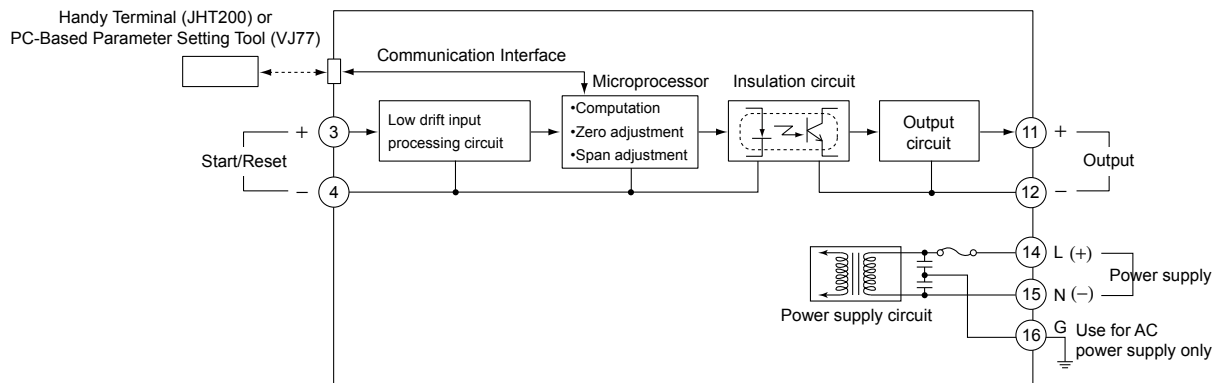 Handy Terminal (JHT200) or
PC-Based Parameter Setting Tool (VJ77)
Communication Interface
Microprocessor
•Computation
•Zero adjustment
•Span adjustment
Insulation circuit
Low drift input
processing circuit
Output
circuit
Start/Reset
+
3
−
4
11
+
Output
12
−
14
L (+)
Power supply
15
N (−)
Power supply circuit
16
G
Use for AC
power supply only